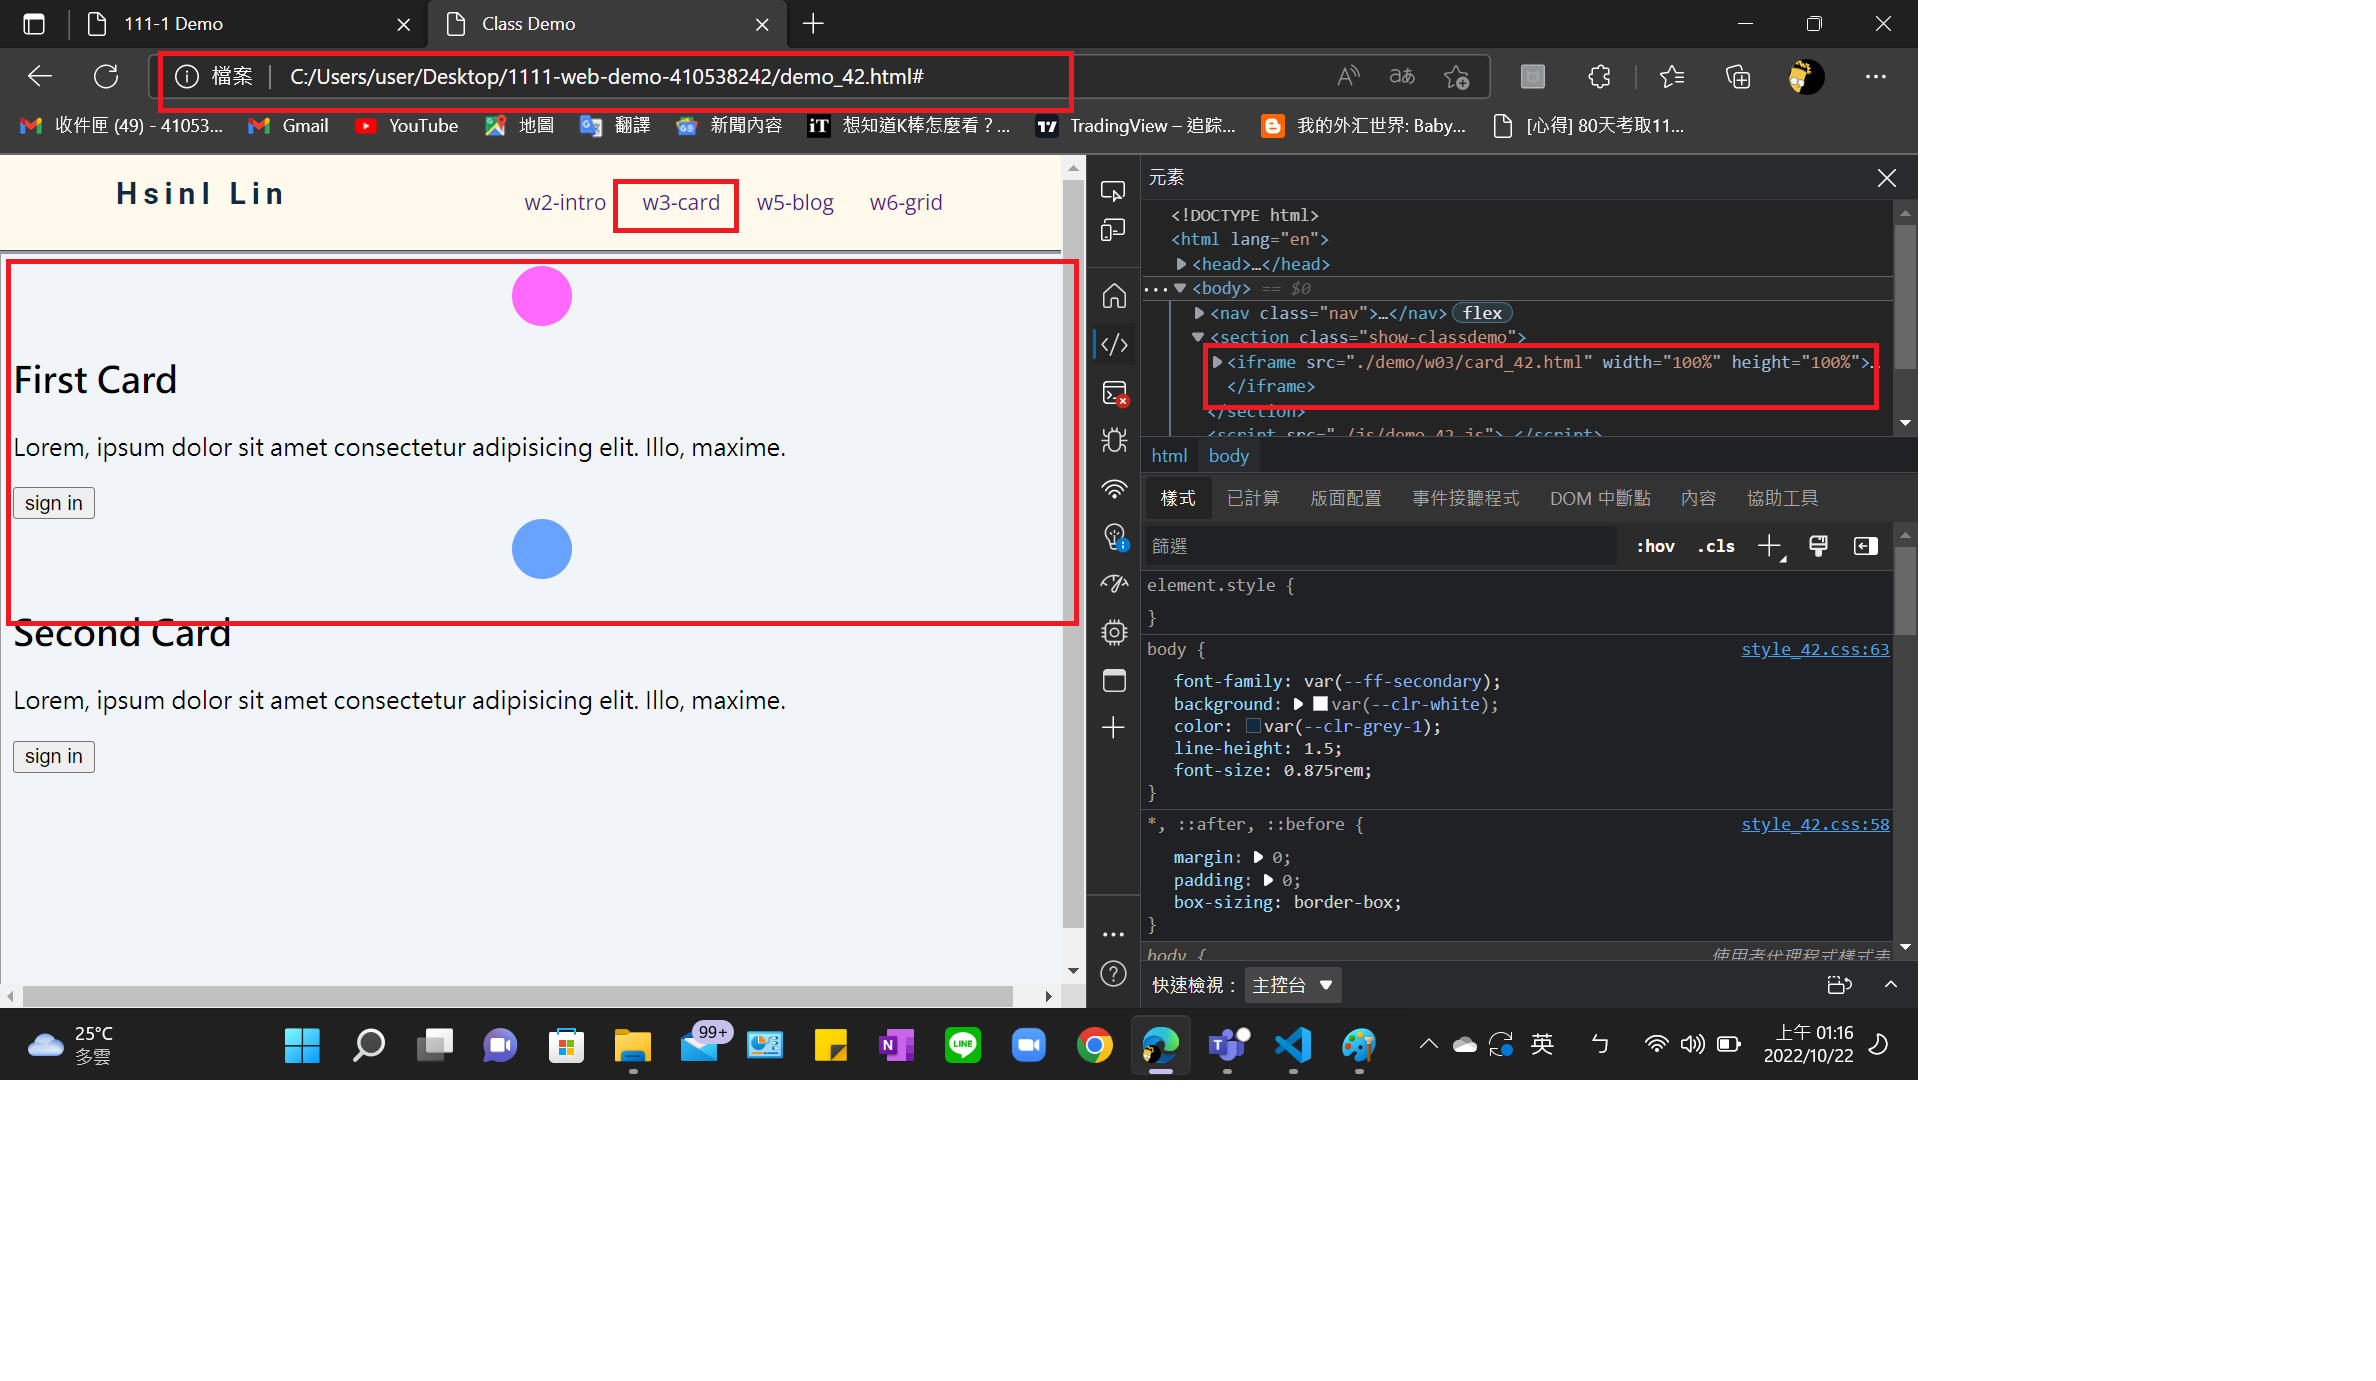 111-1 Demo
Class Demo
檔案
C:/Users/user/Desktop/1111-web-demo-410538242/demo_42.html#
收件匣 (49) - 41053...
Gmail
YouTube
地圖
翻譯
新聞內容
想知道K棒怎麼看？...
TradingView – 追踪...
我的外汇世界: Baby...
[心得] 80天考取11...
HsinI Lin
w2-intro
w3-card
w5-blog
w6-grid
First Card
Lorem, ipsum dolor sit amet consectetur adipisicing elit. Illo, maxime.
sign in
Second Card
Lorem, ipsum dolor sit amet consectetur adipisicing elit. Illo, maxime.
sign in
元素
<!DOCTYPE html>
<html lang="en">
<head>…</head>
<body> == $0
<nav class="nav">…</nav> flex
<section class="show-classdemo">
<iframe src="./demo/w03/card_42.html" width="100%" height="100%">…
</iframe>
</section>
<script src="./js/demo_42.js"> </script>
html body
樣式 已計算 版面配置 事件接聽程式 DOM 中斷點 內容 協助工具
篩選
:hov .cls
element.style {
}
body { style_42.css:63
font-family: var(--ff-secondary);
background: var(--clr-white);
color: var(--clr-grey-1);
line-height: 1.5;
font-size: 0.875rem;
}
*, ::after, ::before { style_42.css:58
margin: 0;
padding: 0;
box-sizing: border-box;
}
body { 使用者代理程式樣式表
快速檢視： 主控台
25°C
多雲
99+
英
ㄅ
上午 01:16
2022/10/22